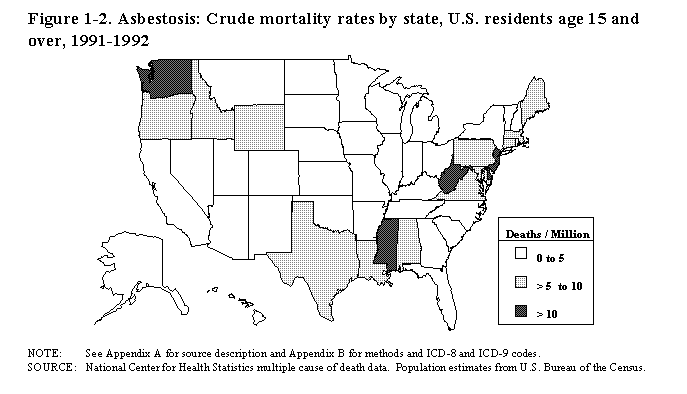 Figure 1-2. Asbestosis: Crude mortality rates by state, U.S. residents age 15 and
over, 1991-1992
Deaths / Million
0 to 5
>5 to 10
>10
NOTE: See Appendix A for source description and Appendix B for methods and ICD-8 and ICD-9 codes.
SOURCE: National Center for Health Statistics multiple cause of death data. Population estimates from U.S. Bureau of the Census.